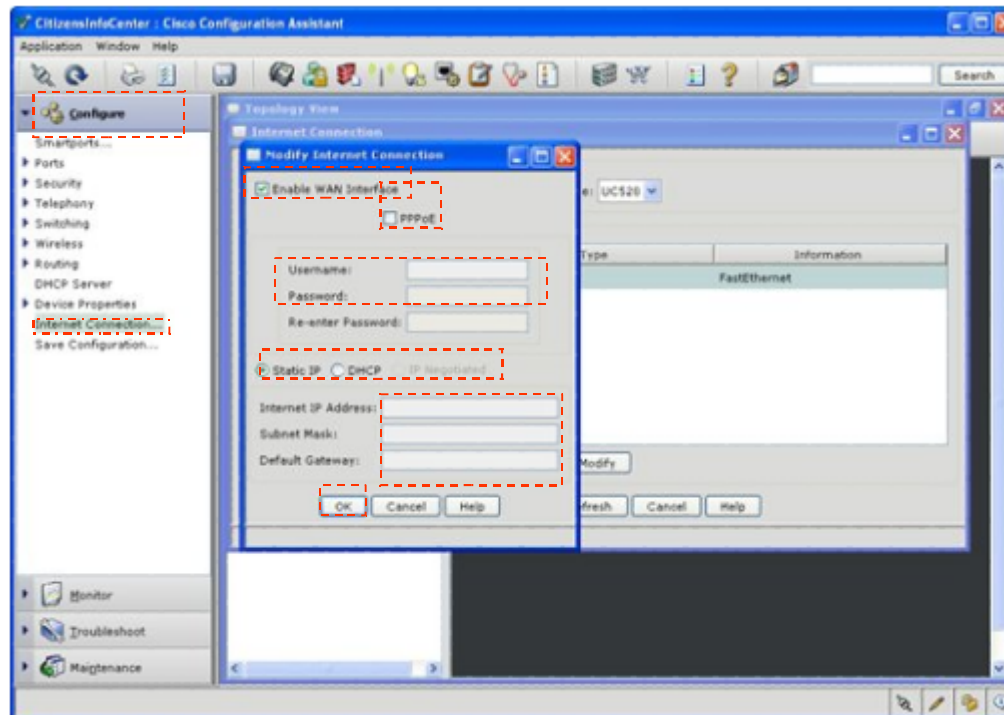 CitizensInfoCenter : Cisco Configuration Assistant
Application Window Help
Search
Configure
Smartports...
Ports
Security
Telephony
Switching
Wireless
Routing
DHCP Server
Device Properties
Internet Connection...
Save Configuration...
Monitor
Troubleshoot
Maintenance
Topology View
Internet Connection
e: UC520
Type Information
FastEthernet
Modify
fresh Cancel Help
Modify Internet Connection
Enable WAN Interface
PPPoE
Username:
Password:
Re-enter Password:
Static IP DHCP IP Negotiated
Internet IP Address:
Subnet Mask:
Default Gateway:
OK Cancel Help